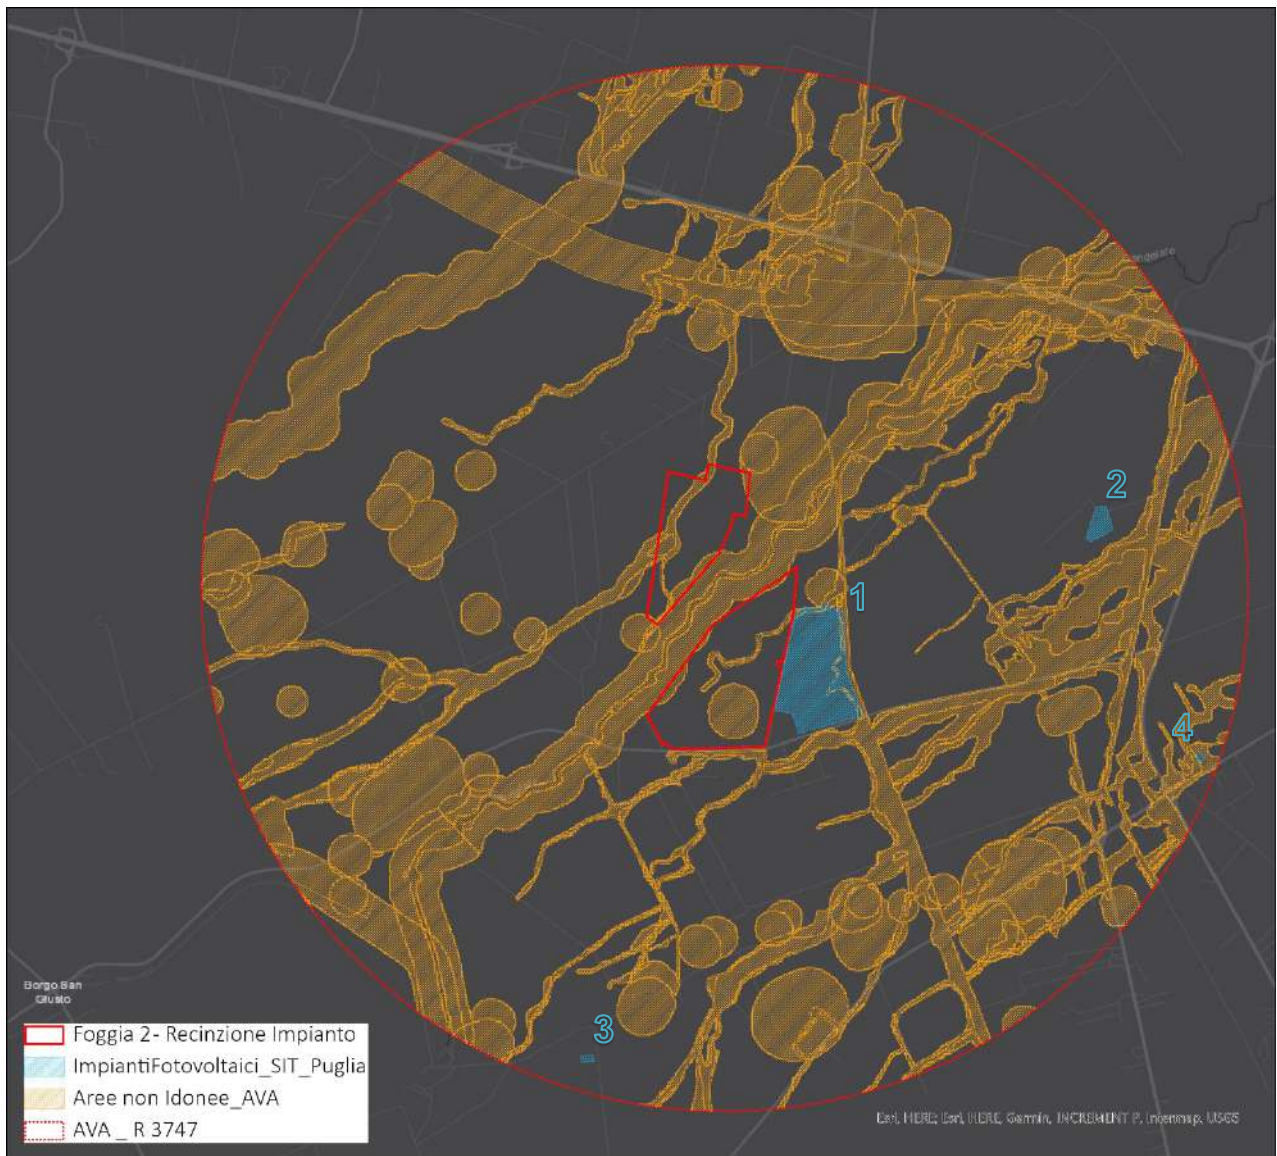 2
1
4
3
Borgo San
Giusto
Foggia 2- Recinzione Impianto
ImpiantiFotovoltaici_SIT_Puglia
Aree non Idonee_AVA
AVA _ R 3747
Esri, HERE; Esri, HERE, Garmin, INCREMENT P, Intermap, USGS